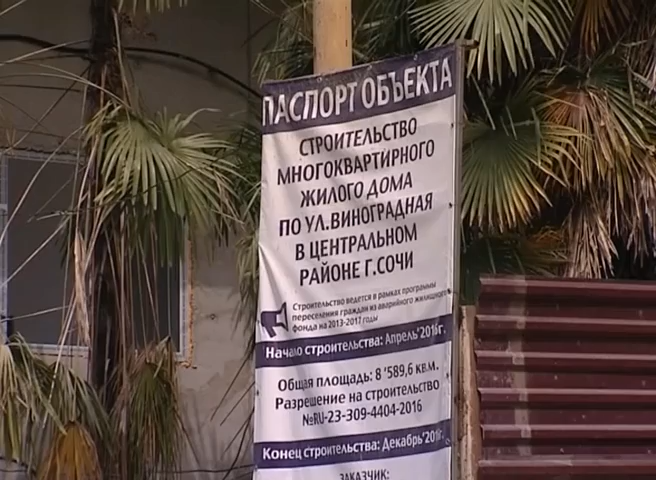 ПАСПОРТ ОБЪЕКТА
СТРОИТЕЛЬСТВО
МНОГОКВАРТИРНОГО
ЖИЛОГО ДОМА
ПО УЛ.ВИНОГРАДНАЯ
В ЦЕНТРАЛЬНОМ
РАЙОНЕ Г.СОЧИ
Строительство ведется в рамках программы
переселения граждан из аварийного жилищного
фонда на 2013-2017 годы
Начало строительства: Апрель'2016г.
Общая площадь: 8'589,6 кв.м.
Разрешение на строительство
№RU-23-309-4404-2016
Конец строительства: Декабрь
ЗАКАЗЧИК: